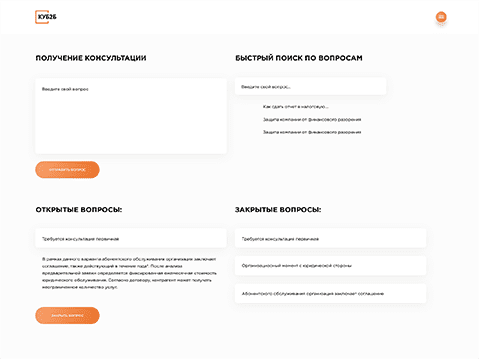 КУБ2Б
ПОЛУЧЕНИЕ КОНСУЛЬТАЦИИ
БЫСТРЫЙ ПОИСК ПО ВОПРОСАМ
Введите свой вопрос
Введите свой вопрос...
Как сдать отчет в налоговую...
Защита компании от финансового разорения
Защита компании от финансового разорения
ОТПРАВИТЬ ВОПРОС
ОТКРЫТЫЕ ВОПРОСЫ:
ЗАКРЫТЫЕ ВОПРОСЫ:
Требуется консультация первичная
Требуется консультация первичная
В рамках данного варианта абонентского обслуживания организация заключает
соглашение, также действующий в течение года*. После анализа
предварительной заявки определяется фиксированная ежемесячная стоимость
юридического обслуживания. Согласно договору, контрагент может получать
неограниченное количество услуг.
Организационный момент с юридической стороны
Абонентского обслуживания организация заключает соглашение
ЗАКРЫТЬ ВОПРОС